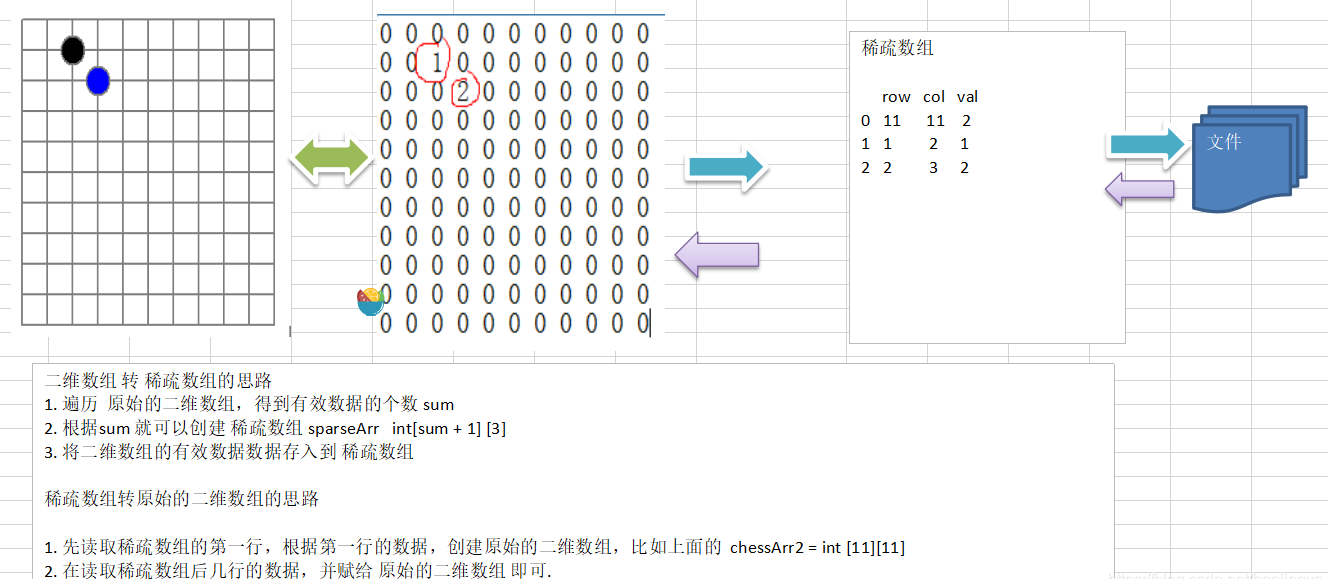 0 0 0 0 0 0 0 0 0 0 0
0 0 1 0 0 0 0 0 0 0 0
0 0 0 2 0 0 0 0 0 0 0
0 0 0 0 0 0 0 0 0 0 0
0 0 0 0 0 0 0 0 0 0 0
0 0 0 0 0 0 0 0 0 0 0
0 0 0 0 0 0 0 0 0 0 0
0 0 0 0 0 0 0 0 0 0 0
0 0 0 0 0 0 0 0 0 0 0
0 0 0 0 0 0 0 0 0 0 0
0 0 0 0 0 0 0 0 0 0 0
稀疏数组
row col val
0 11 11 2
1 1 2 1
2 2 3 2
文件
二维数组 转 稀疏数组的思路
1. 遍历 原始的二维数组，得到有效数据的个数 sum
2. 根据sum 就可以创建 稀疏数组 sparseArr int[sum + 1] [3]
3. 将二维数组的有效数据数据存入到 稀疏数组
稀疏数组转原始的二维数组的思路
1. 先读取稀疏数组的第一行，根据第一行的数据，创建原始的二维数组，比如上面的 chessArr2 = int [11][11]
2. 在读取稀疏数组后几行的数据，并赋给 原始的二维数组 即可.